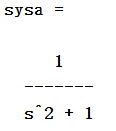 sysa =
1
-------
s^2 + 1